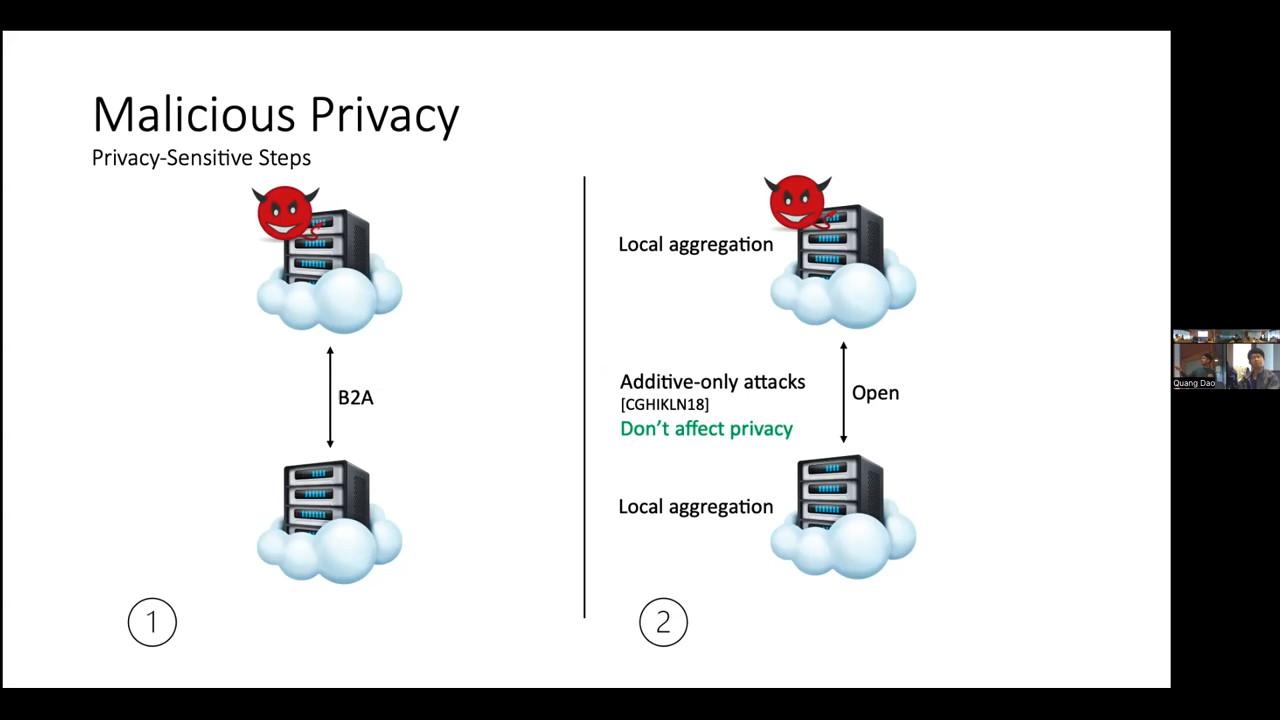 Malicious Privacy
Privacy-Sensitive Steps
B2A
1
Local aggregation
Additive-only attacks
[CGHIKLN18]
Don't affect privacy
Open
Local aggregation
2
Quang Dao